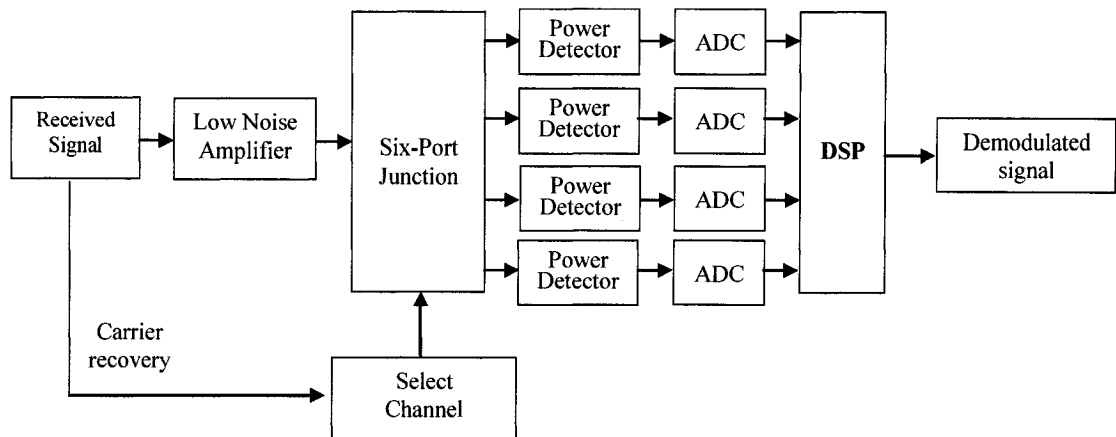 Received
Signal
Low Noise
Amplifier
Six-Port
Junction
Power
Detector
ADC
Power
Detector
ADC
Power
Detector
ADC
Power
Detector
ADC
DSP
Demodulated
signal
Carrier
recovery
Select
Channel